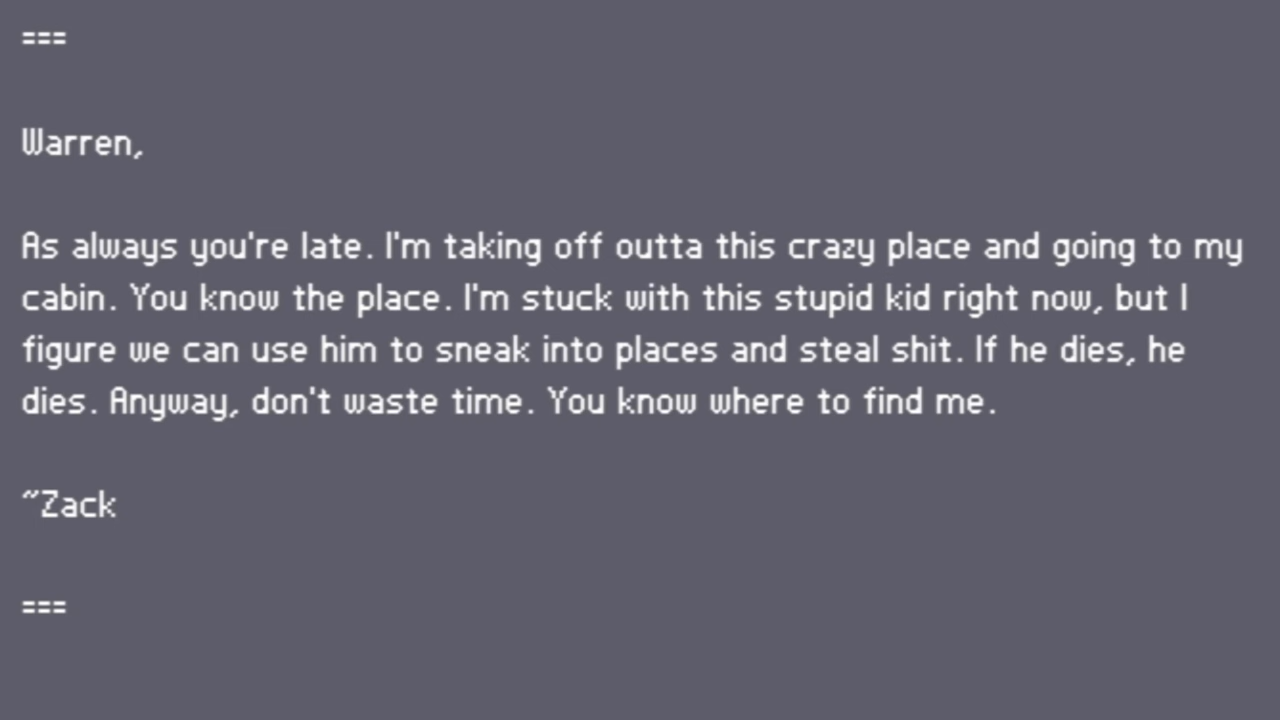 ===
Warren,
As always you're late. I'm taking off outta this crazy place and going to my
cabin. You know the place. I'm stuck with this stupid kid right now, but I
figure we can use him to sneak into places and steal shit. If he dies, he
dies. Anyway, don't waste time. You know where to find me.
~Zack
===